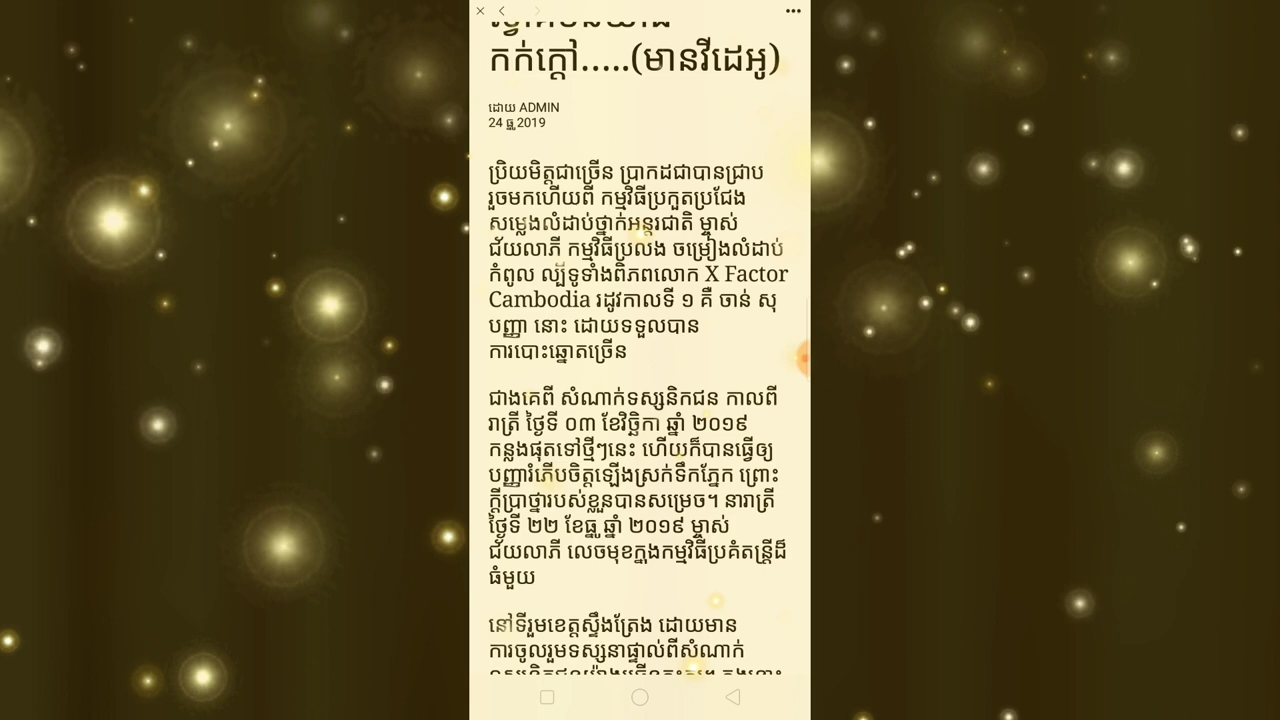 កក់ក្តៅ.....(មានវីដេអូ)
ដោយ ADMIN
24 ធ្នូ 2019
ប្រិយមិត្តជាច្រើន ប្រាកដជាបានជ្រាប
រួចមកហើយពី កម្មវិធីប្រកួតប្រជែង
សម្លេងលំដាប់ថ្នាក់អន្តរជាតិ ម្ចាស់
ជ័យលាភី កម្មវិធីប្រលង ចម្រៀងលំដាប់
កំពូល ល្បីទូទាំងពិភពលោក X Factor
Cambodia រដូវកាលទី ១ គឺ ចាន់ សុ
បញ្ញា នោះ ដោយទទួលបាន
ការបោះឆ្នោតច្រើន
ជាងគេពី សំណាក់ទស្សនិកជន កាលពី
រាត្រី ថ្ងៃទី ០៣ ខែវិច្ឆិកា ឆ្នាំ ២០១៩
កន្លងផុតទៅថ្មីៗនេះ ហើយក៏បានធ្វើឲ្យ
បញ្ញារំភើបចិត្តឡើងស្រក់ទឹកភ្នែក ព្រោះ
ក្តីប្រាថ្នារបស់ខ្លួនបានសម្រេច។ នារាត្រី
ថ្ងៃទី ២២ ខែធ្នូ ឆ្នាំ ២០១៩ ម្ចាស់
ជ័យលាភី លេចមុខក្នុងកម្មវិធីប្រគំតន្ត្រីដ៏
ធំមួយ
នៅទីរួមខេត្តស្ទឹងត្រែង ដោយមាន
ការចូលរួមទស្សនាផ្ទាល់ពីសំណាក់